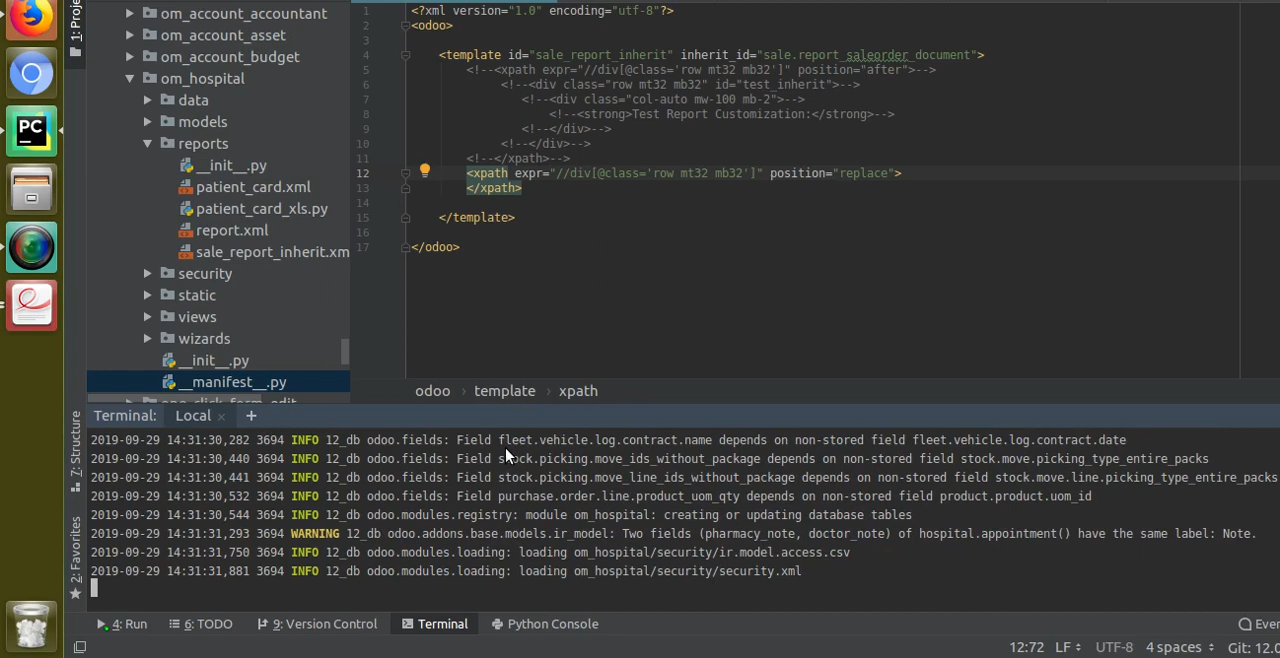 1: Proje
om_account_accountant
om_account_asset
om_account_budget
om_hospital
data
models
reports
__init__.py
patient_card.xml
patient_card_xls.py
report.xml
sale_report_inherit.xm
security
static
views
wizards
__init__.py
__manifest__.py
PC
1 <?xml version="1.0" encoding="utf-8"?>
2 <odoo>
3
4 <template id="sale_report_inherit" inherit_id="sale.report_saleorder_document">
5 <!--<xpath expr="//div[@class='row mt32 mb32']" position="after">-->
6 <!--<div class="row mt32 mb32" id="test_inherit">-->
7 <!--<div class="col-auto mw-100 mb-2">-->
8 <!--<strong>Test Report Customization:</strong>-->
9 <!--</div>-->
10 <!--</div>-->
11 <!--</xpath>-->
12 <xpath expr="//div[@class='row mt32 mb32']" position="replace">
13 </xpath>
14
15 </template>
16
17 </odoo>
odoo › template › xpath
Terminal: Local × +
2019-09-29 14:31:30,282 3694 INFO 12_db odoo.fields: Field fleet.vehicle.log.contract.name depends on non-stored field fleet.vehicle.log.contract.date
2019-09-29 14:31:30,440 3694 INFO 12_db odoo.fields: Field stock.picking.move_ids_without_package depends on non-stored field stock.move.picking_type_entire_packs
2019-09-29 14:31:30,441 3694 INFO 12_db odoo.fields: Field stock.picking.move_line_ids_without_package depends on non-stored field stock.move.line.picking_type_entire_packs
2019-09-29 14:31:30,532 3694 INFO 12_db odoo.fields: Field purchase.order.line.product_uom_qty depends on non-stored field product.product.uom_id
2019-09-29 14:31:30,544 3694 INFO 12_db odoo.modules.registry: module om_hospital: creating or updating database tables
2019-09-29 14:31:31,293 3694 WARNING 12_db odoo.addons.base.models.ir_model: Two fields (pharmacy_note, doctor_note) of hospital.appointment() have the same label: Note.
2019-09-29 14:31:31,750 3694 INFO 12_db odoo.modules.loading: loading om_hospital/security/ir.model.access.csv
2019-09-29 14:31:31,881 3694 INFO 12_db odoo.modules.loading: loading om_hospital/security/security.xml
7: Structure
2: Favorites
4: Run 6: TODO 9: Version Control Terminal Python Console Even
12:72 LF UTF-8 4 spaces Git: 12.0